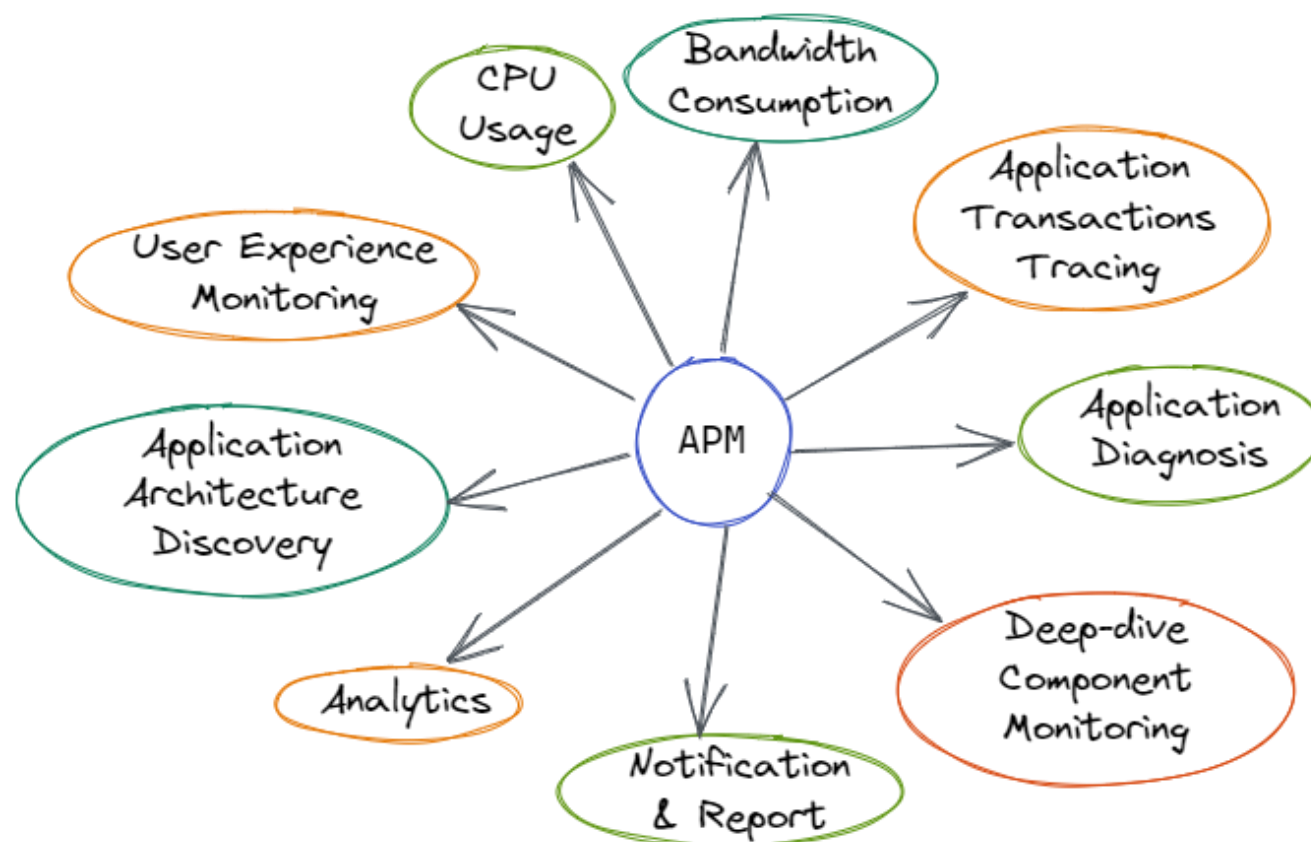 CPU
Usage
Bandwidth
Consumption
Application
Transactions
Tracing
User Experience
Monitoring
APM
Application
Diagnosis
Application
Architecture
Discovery
Deep-dive
Component
Monitoring
Analytics
Notification
& Report